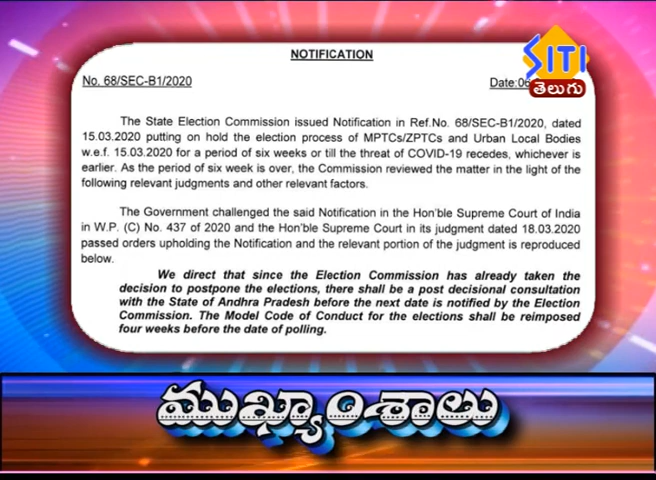 NOTIFICATION
SITI
తెలుగు
No. 68/SEC-B1/2020
The State Election Commission issued Notification in Ref.No. 68/SEC-B1/2020, dated
15.03.2020 putting on hold the election process of MPTCs/ZPTCs and Urban Local Bodies
w.e.f. 15.03.2020 for a period of six weeks or till the threat of COVID-19 recedes, whichever is
earlier. As the period of six week is over, the Commission reviewed the matter in the light of the
following relevant judgments and other relevant factors.
The Government challenged the said Notification in the Hon'ble Supreme Court of India
in W.P. (C) No. 437 of 2020 and the Hon'ble Supreme Court in its judgment dated 18.03.2020
passed orders upholding the Notification and the relevant portion of the judgment is reproduced
below.
We direct that since the Election Commission has already taken the
decision to postpone the elections, there shall be a post decisional consultation
with the State of Andhra Pradesh before the next date is notified by the Election
Commission. The Model Code of Conduct for the elections shall be reimposed
four weeks before the date of polling.
ముఖ్యాంశాలు